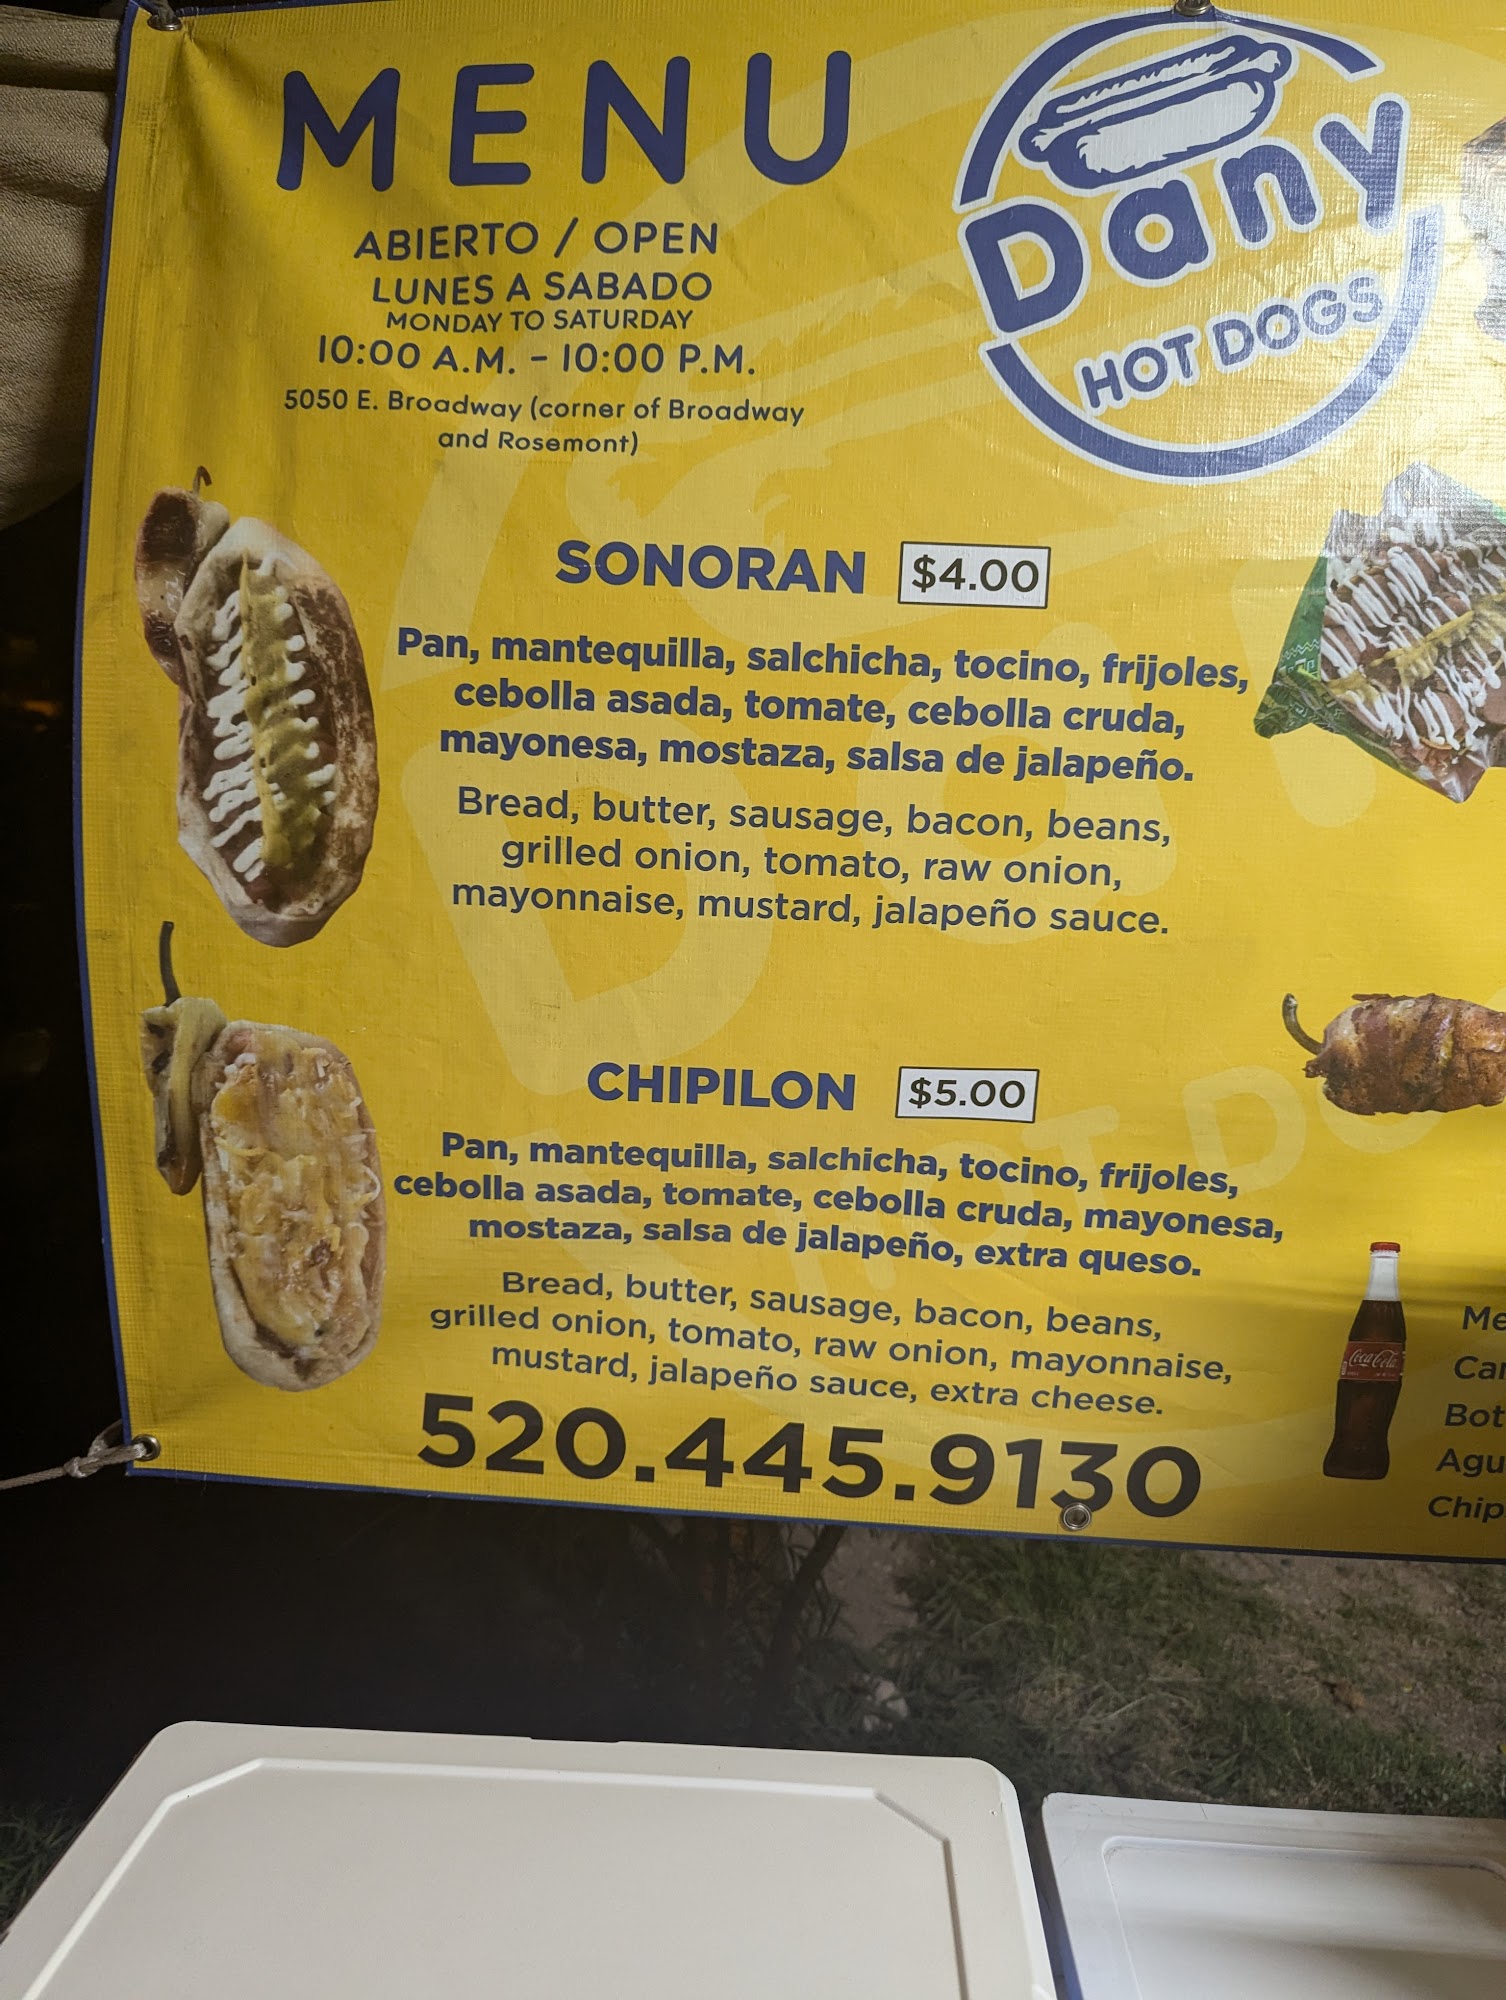 MENU
ABIERTO / OPEN
LUNES A SABADO
MONDAY TO SATURDAY
10:00 A.M. - 10:00 P.M.
5050 E. Broadway (corner of Broadway
and Rosemont)
Dany
HOT DOGS
SONORAN $4.00
Pan, mantequilla, salchicha, tocino, frijoles,
cebolla asada, tomate, cebolla cruda,
mayonesa, mostaza, salsa de jalapeño.
Bread, butter, sausage, bacon, beans,
grilled onion, tomato, raw onion,
mayonnaise, mustard, jalapeño sauce.
CHIPILON $5.00
Pan, mantequilla, salchicha, tocino, frijoles,
cebolla asada, tomate, cebolla cruda, mayonesa,
mostaza, salsa de jalapeño, extra queso.
Bread, butter, sausage, bacon, beans,
grilled onion, tomato, raw onion, mayonnaise,
mustard, jalapeño sauce, extra cheese.
520.445.9130
Coca-Cola